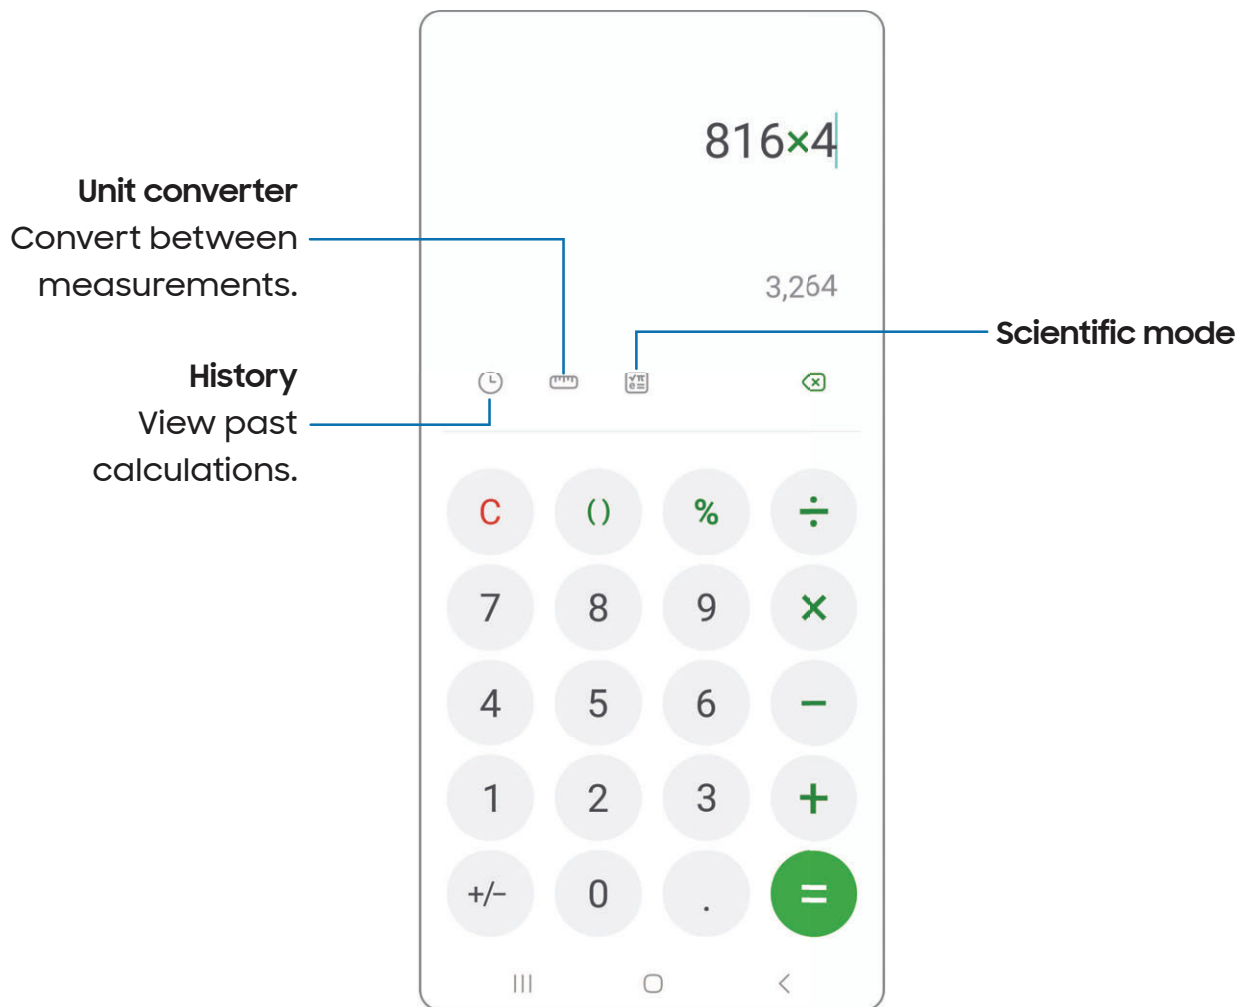 816×4
Unit converter
Convert between
measurements.
3,264
Scientific mode
History
View past
calculations.
√π
e=
C ( ) % ÷
7 8 9 ×
4 5 6 −
1 2 3 +
+/− 0 . =